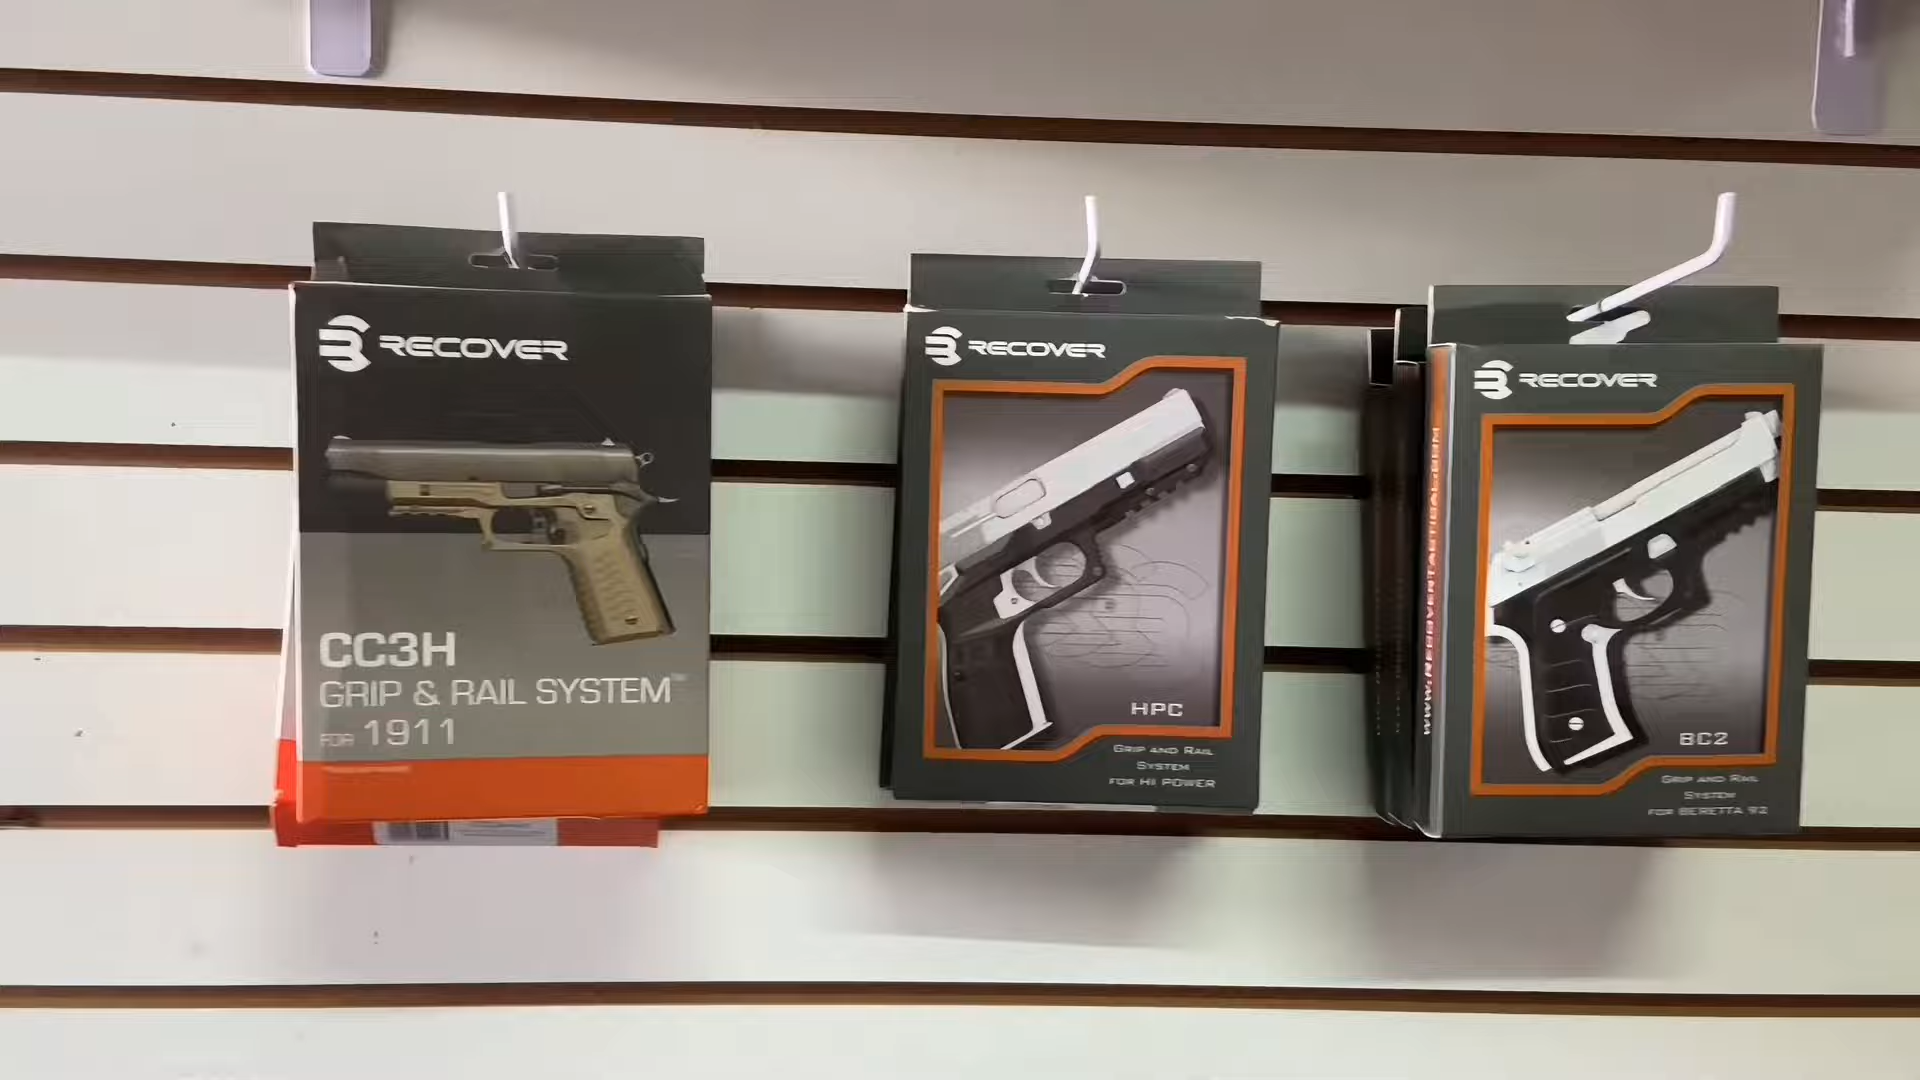 RECOVER
CC3H
GRIP & RAIL SYSTEM™
FOR 1911
RECOVER
HPC
GRIP AND RAIL
SYSTEM
FOR HI POWER
RECOVER
BC2
GRIP AND RAIL
SYSTEM
FOR BERETTA 92